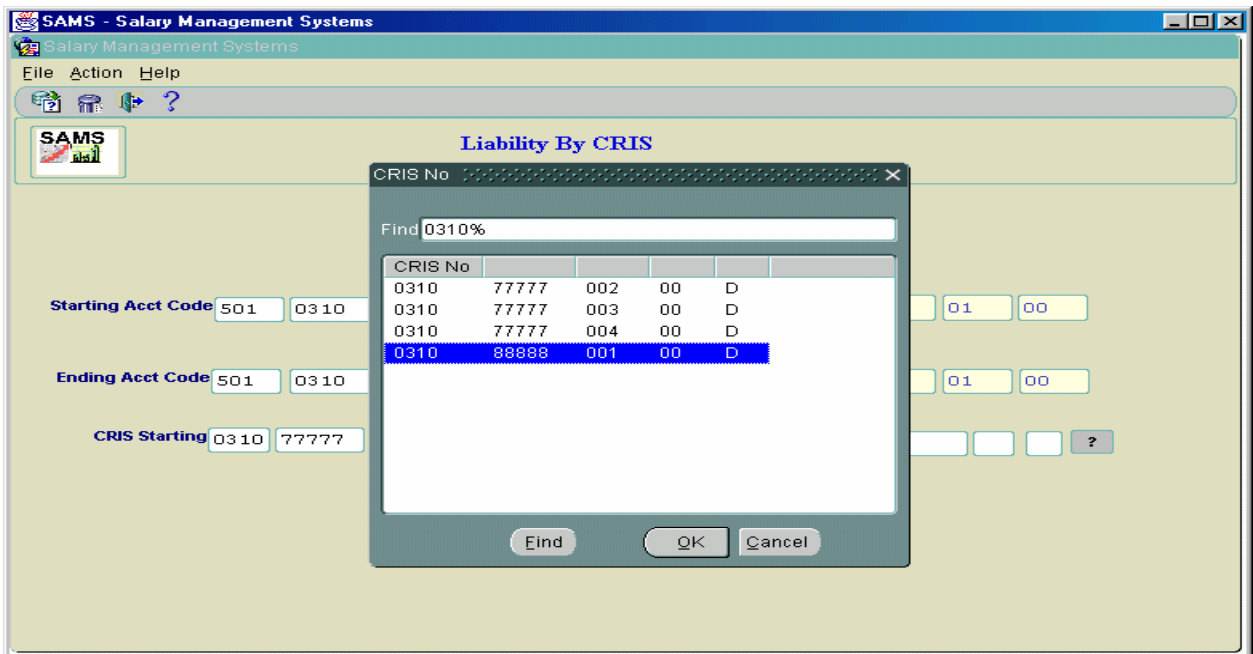 SAMS - Salary Management Systems
Salary Management Systems
File Action Help
?
SAMS
Liability By CRIS
CRIS No
Find 0310%
CRIS No
0310 77777 002 00 D
0310 77777 003 00 D
0310 77777 004 00 D
0310 88888 001 00 D
Starting Acct Code 501 0310 01 00
Ending Acct Code 501 0310 01 00
CRIS Starting 0310 77777 ?
Find OK Cancel